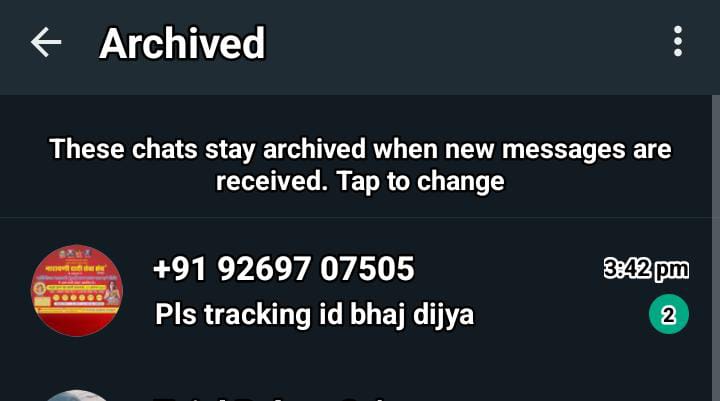 Archived
These chats stay archived when new messages are
received. Tap to change
+91 92697 07505
3:42 pm
Pls tracking id bhaj dijya
2